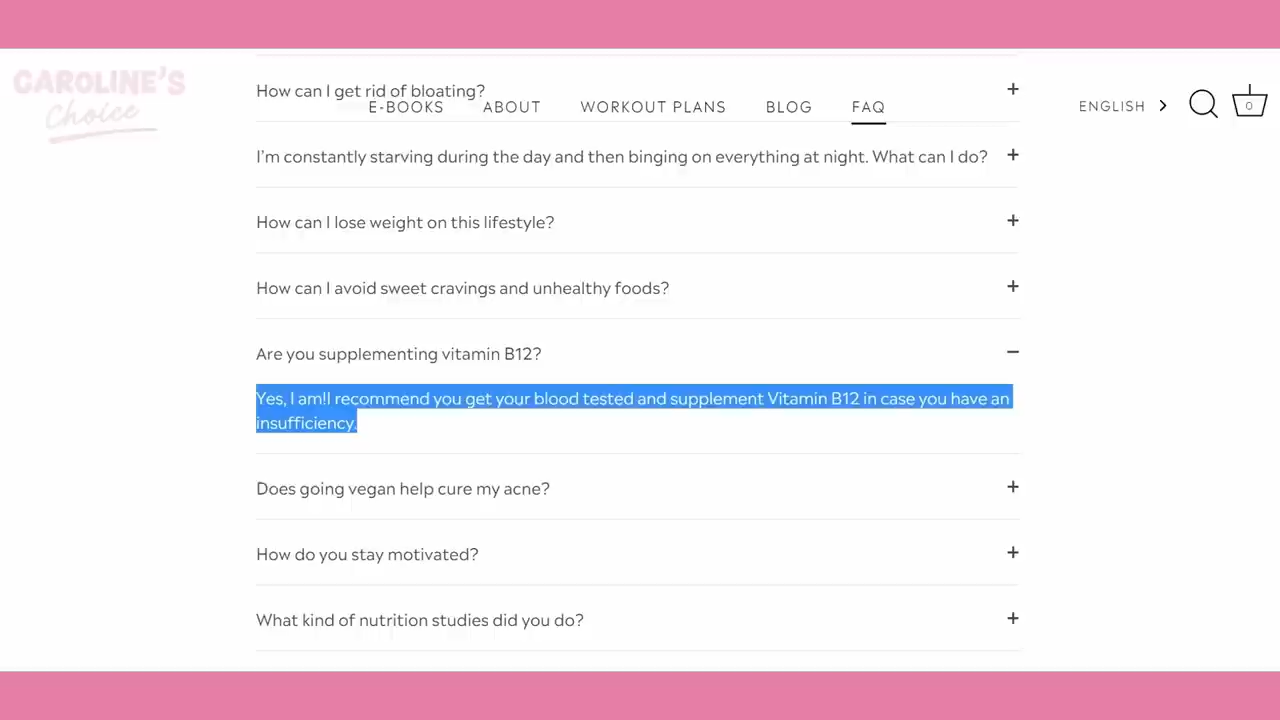 CAROLINE'S
Choice
How can I get rid of bloating?
E-BOOKS ABOUT WORKOUT PLANS BLOG FAQ
ENGLISH
0
I'm constantly starving during the day and then binging on everything at night. What can I do?
How can I lose weight on this lifestyle?
How can I avoid sweet cravings and unhealthy foods?
Are you supplementing vitamin B12?
Yes, I am!I recommend you get your blood tested and supplement Vitamin B12 in case you have an
insufficiency.
Does going vegan help cure my acne?
How do you stay motivated?
What kind of nutrition studies did you do?